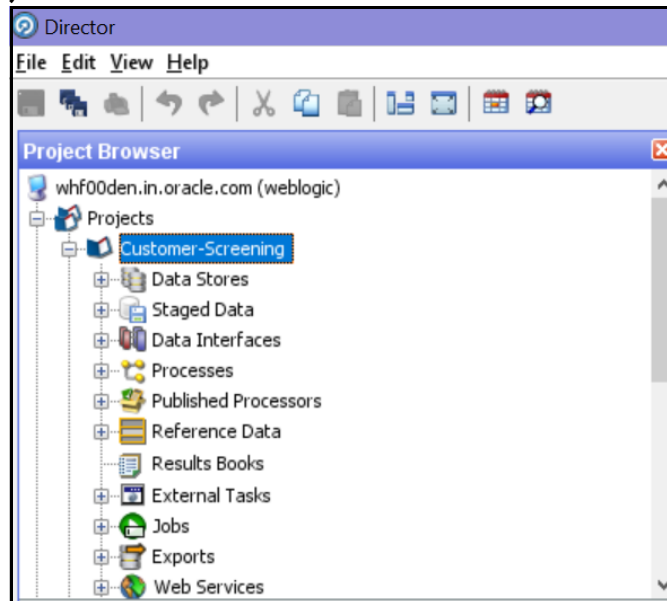 Director
File Edit View Help
Project Browser
whf00den.in.oracle.com (weblogic)
Projects
Customer-Screening
Data Stores
Staged Data
Data Interfaces
Processes
Published Processors
Reference Data
Results Books
External Tasks
Jobs
Exports
Web Services